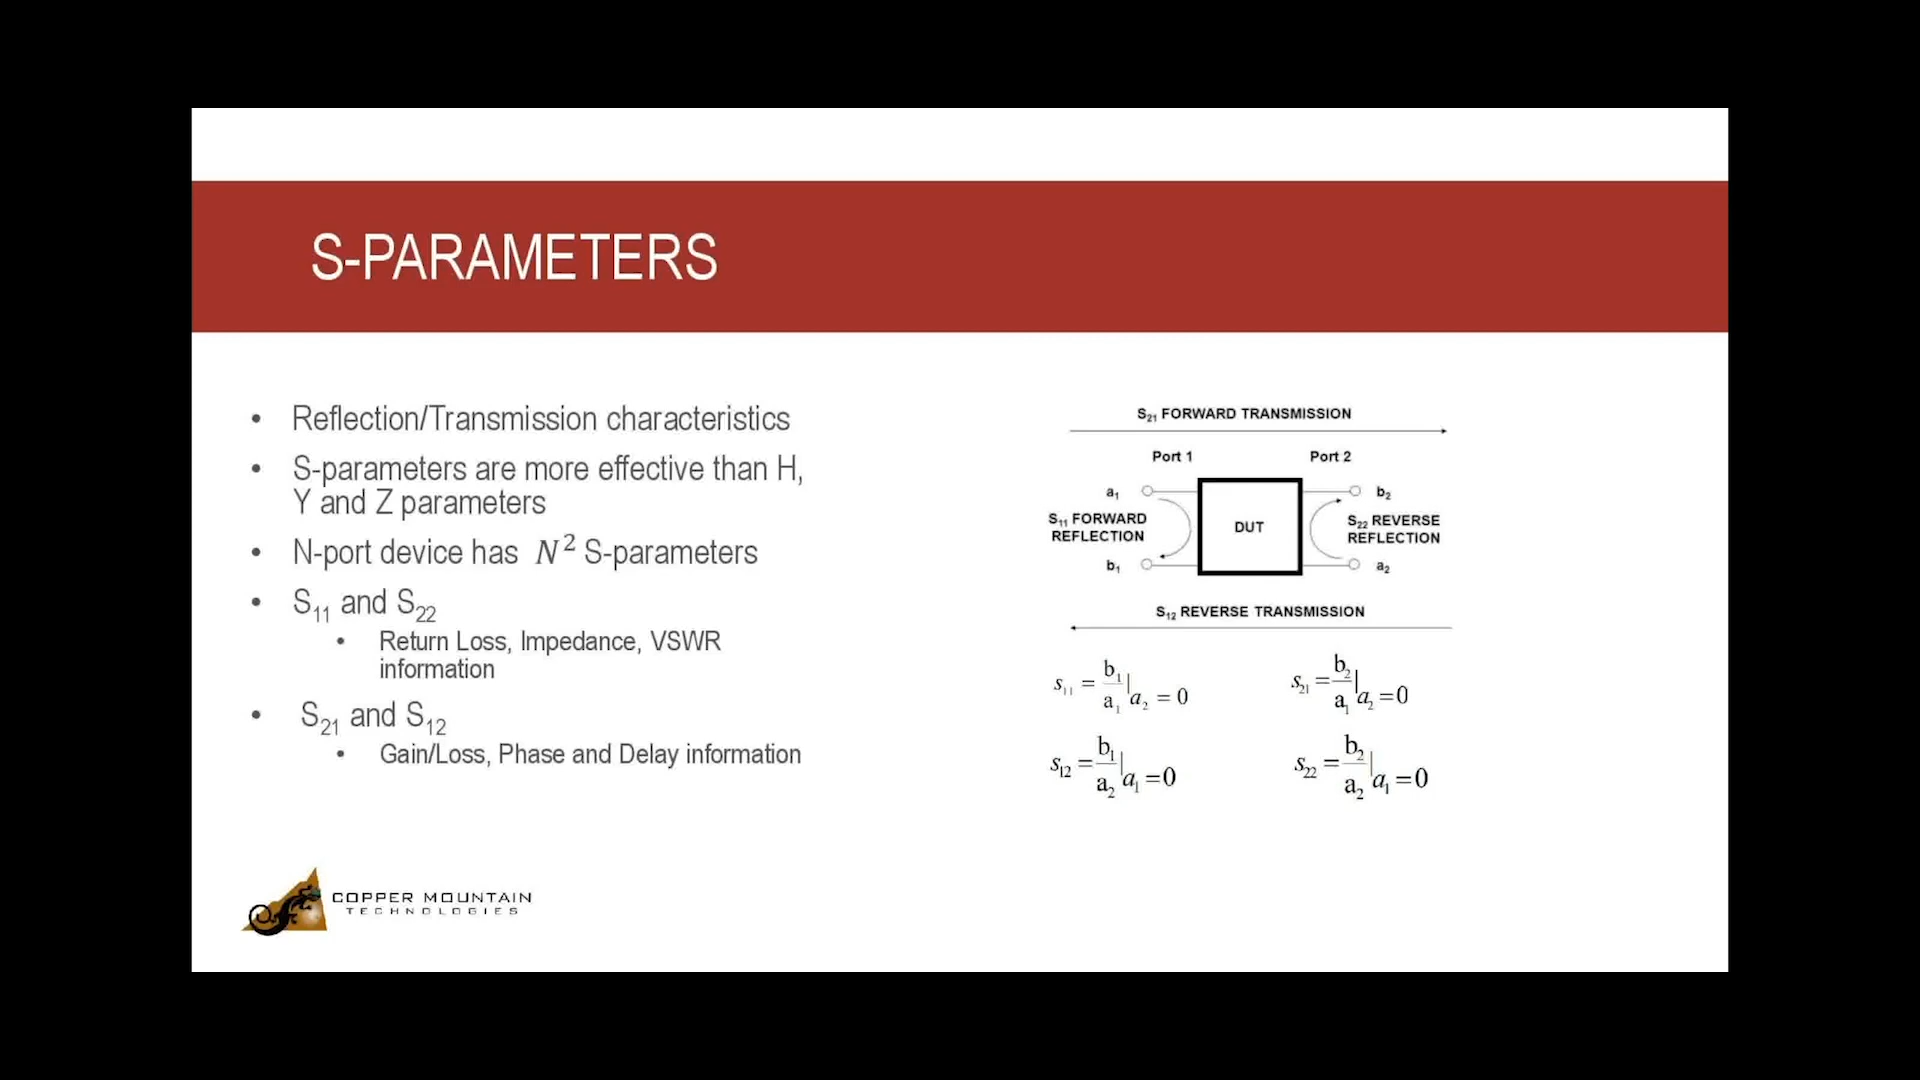 S-PARAMETERS
• Reflection/Transmission characteristics
• S-parameters are more effective than H,
Y and Z parameters
• N-port device has N² S-parameters
• S₁₁ and S₂₂
• Return Loss, Impedance, VSWR
information
• S₂₁ and S₁₂
• Gain/Loss, Phase and Delay information
S₂₁ FORWARD TRANSMISSION
Port 1 Port 2
a₁ b₂
S₁₁ FORWARD
REFLECTION
DUT
S₂₂ REVERSE
REFLECTION
b₁ a₂
S₁₂ REVERSE TRANSMISSION
s₁₁ = b₁/a₁ | a₂ = 0
s₂₁ = b₂/a₁ | a₂ = 0
s₁₂ = b₁/a₂ | a₁ = 0
s₂₂ = b₂/a₂ | a₁ = 0
COPPER MOUNTAIN
TECHNOLOGIES